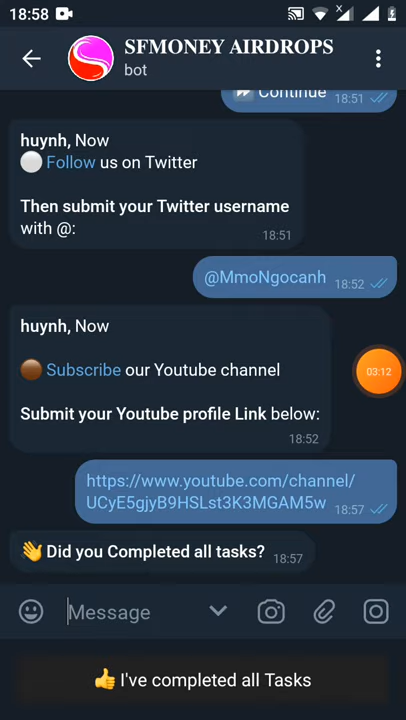 18:58
SFMONEY AIRDROPS
bot
⏩ Continue
18:51
huynh, Now
⚪ Follow us on Twitter
Then submit your Twitter username
with @:
18:51
@MmoNgocanh
18:52
huynh, Now
🟤 Subscribe our Youtube channel
Submit your Youtube profile Link below:
18:52
https://www.youtube.com/channel/
UCyE5gjyB9HSLst3K3MGAM5w
18:57
👋 Did you Completed all tasks?
18:57
03:12
Message
👍 I've completed all Tasks